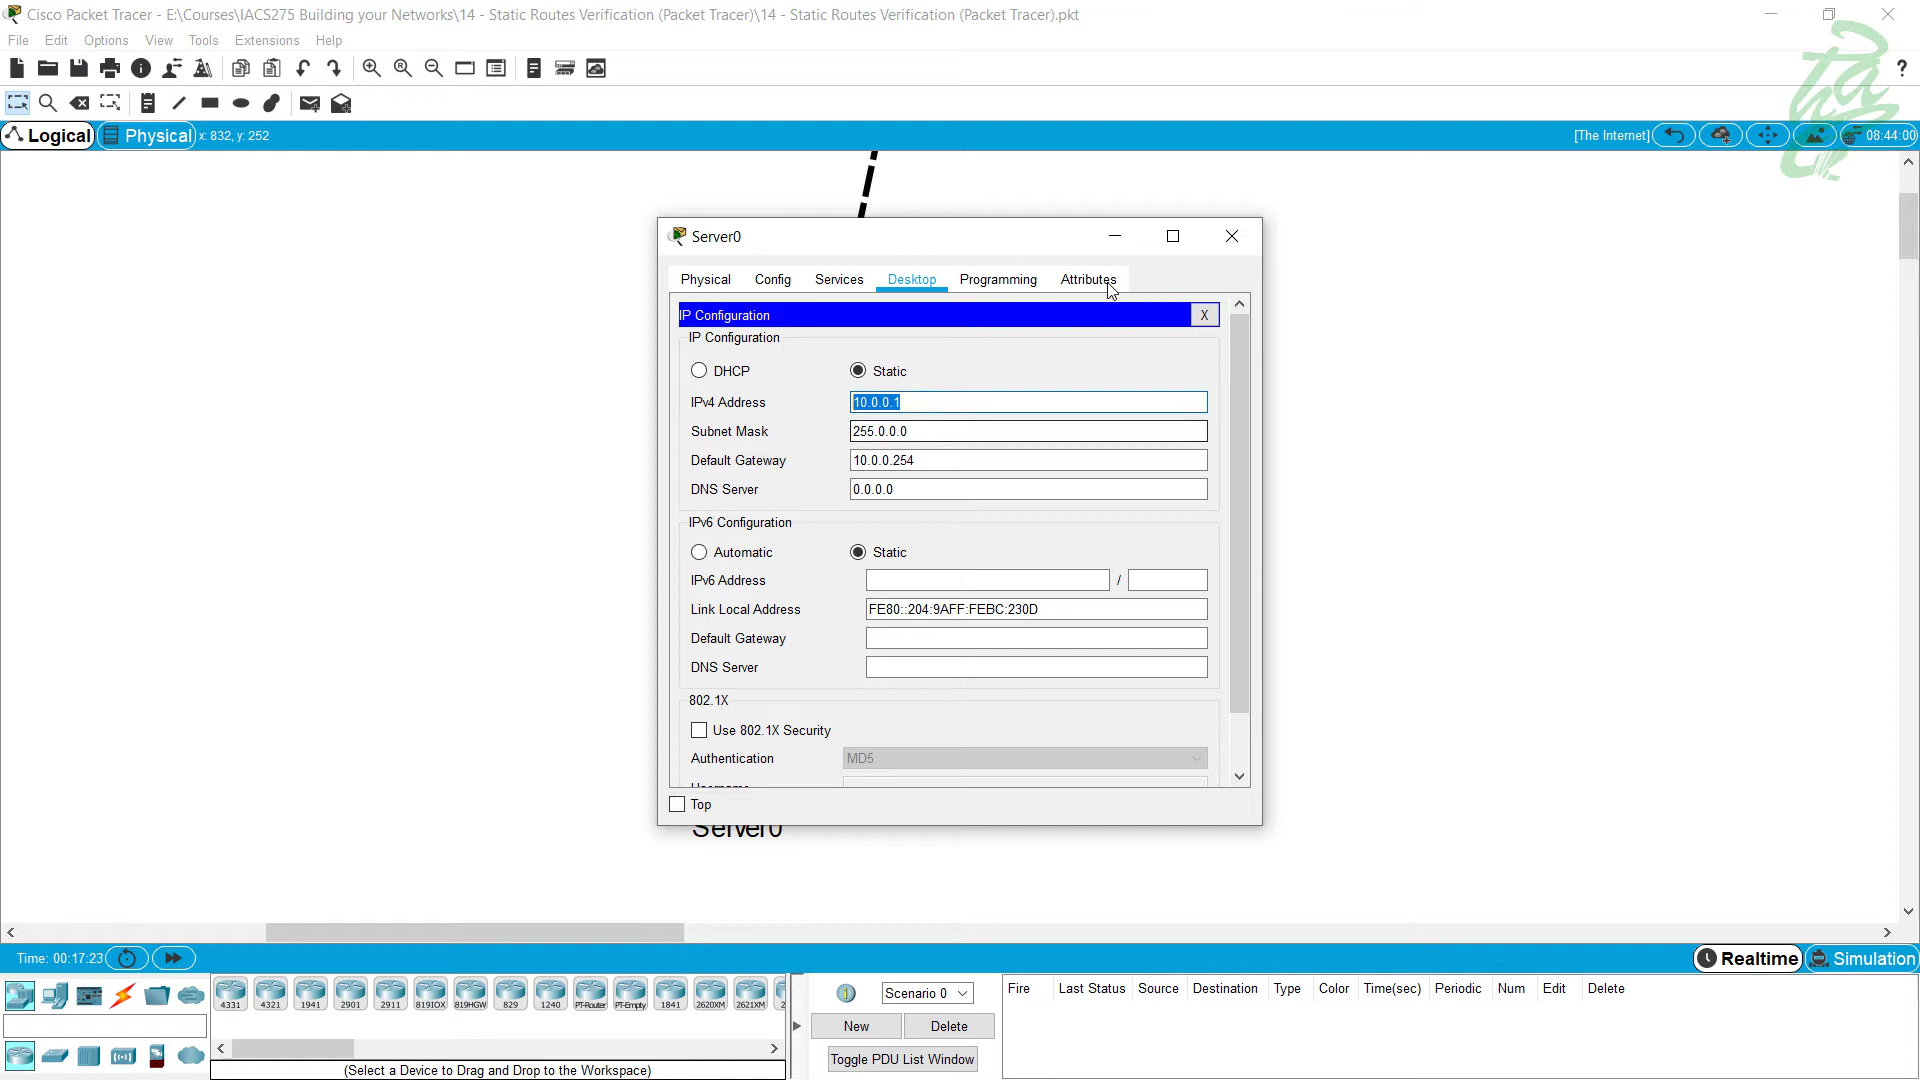 Cisco Packet Tracer - E:\Courses\IACS275 Building your Networks\14 - Static Routes Verification (Packet Tracer)\14 - Static Routes Verification (Packet Tracer).pkt
File Edit Options View Tools Extensions Help
Logical Physical x: 832, y: 252 [The Internet] 08:44:00
Server0
Physical Config Services Desktop Programming Attributes
IP Configuration X
IP Configuration
DHCP Static
IPv4 Address 10.0.0.1
Subnet Mask 255.0.0.0
Default Gateway 10.0.0.254
DNS Server 0.0.0.0
IPv6 Configuration
Automatic Static
IPv6 Address /
Link Local Address FE80::204:9AFF:FEBC:230D
Default Gateway
DNS Server
802.1X
Use 802.1X Security
Authentication MD5
Username
Top
Server0
Time: 00:17:23 Realtime Simulation
4331 4321 1941 2901 2911 819IOX 819HGW 829 1240 PT-Router PT-Empty 1841 2620XM 2621XM
Scenario 0
New Delete
Toggle PDU List Window
Fire Last Status Source Destination Type Color Time(sec) Periodic Num Edit Delete
(Select a Device to Drag and Drop to the Workspace)